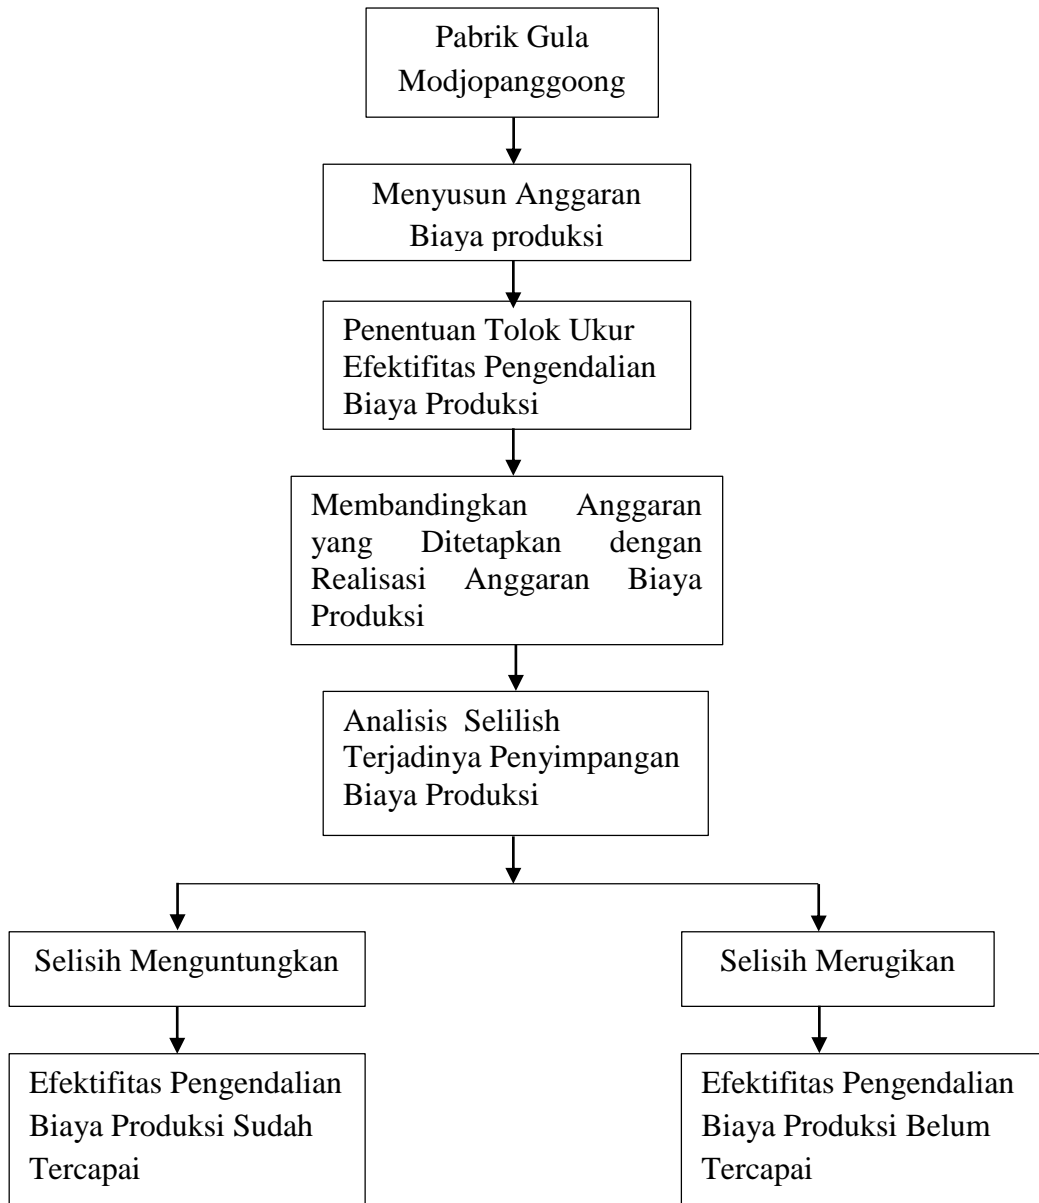 Pabrik Gula
Modjopanggoong
Menyusun Anggaran
Biaya produksi
Penentuan Tolok Ukur
Efektifitas Pengendalian
Biaya Produksi
Membandingkan Anggaran
yang Ditetapkan dengan
Realisasi Anggaran Biaya
Produksi
Analisis Selilish
Terjadinya Penyimpangan
Biaya Produksi
Selisih Menguntungkan
Selisih Merugikan
Efektifitas Pengendalian
Biaya Produksi Sudah
Tercapai
Efektifitas Pengendalian
Biaya Produksi Belum
Tercapai